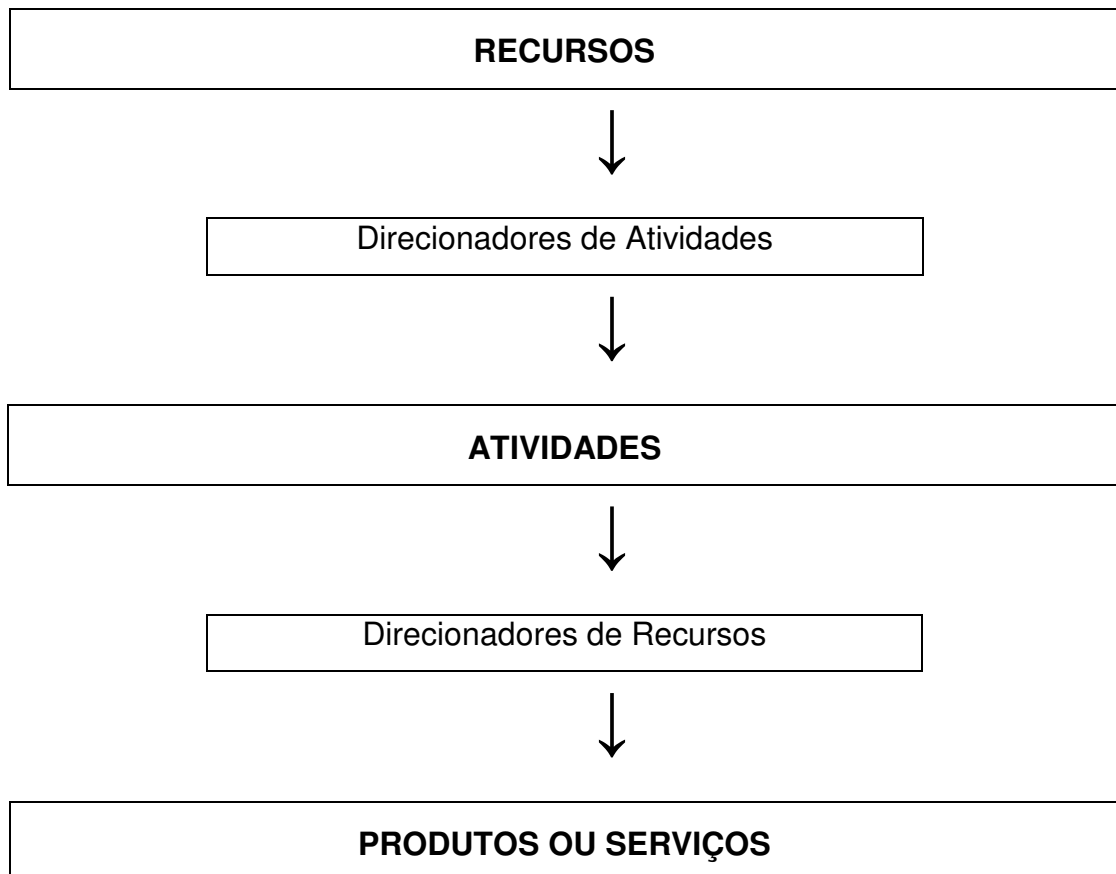 RECURSOS
Direcionadores de Atividades
ATIVIDADES
Direcionadores de Recursos
PRODUTOS OU SERVIÇOS